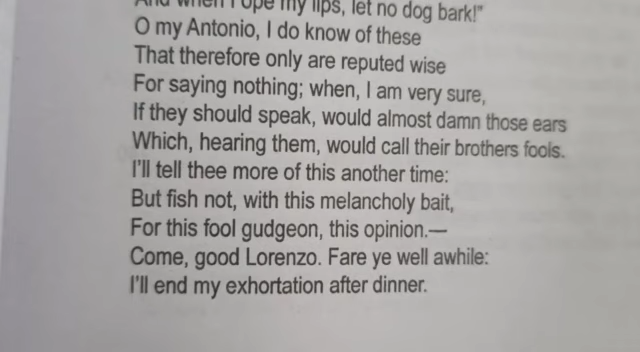 And when I ope my lips, let no dog bark!"
O my Antonio, I do know of these
That therefore only are reputed wise
For saying nothing; when, I am very sure,
If they should speak, would almost damn those ears
Which, hearing them, would call their brothers fools.
I'll tell thee more of this another time:
But fish not, with this melancholy bait,
For this fool gudgeon, this opinion.—
Come, good Lorenzo. Fare ye well awhile:
I'll end my exhortation after dinner.